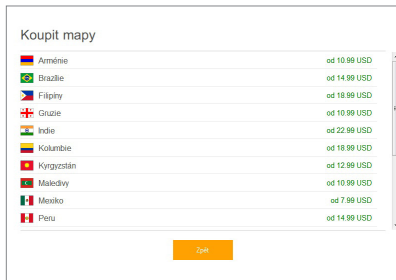 Koupit mapy
Arménie od 10.99 USD
Brazílie od 14.99 USD
Filipíny od 18.99 USD
Gruzie od 10.99 USD
Indie od 22.99 USD
Kolumbie od 18.99 USD
Kyrgyzstán od 12.99 USD
Maledivy od 10.99 USD
Mexiko od 7.99 USD
Peru od 14.99 USD
Zpět